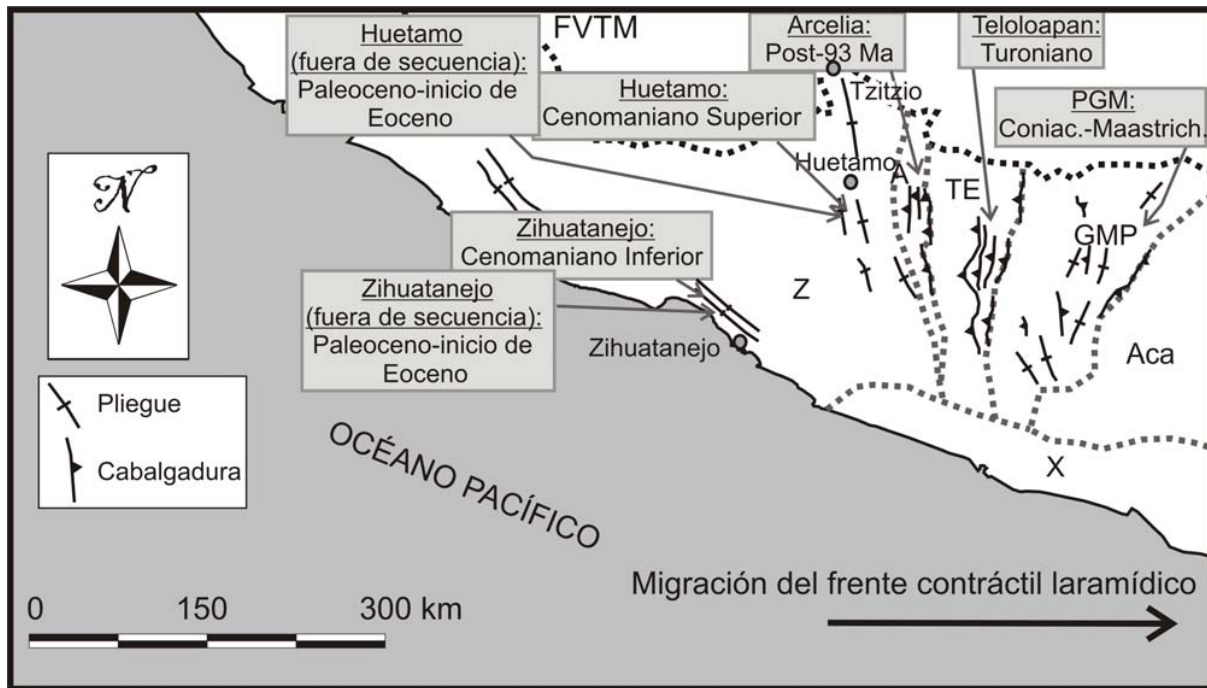 FVTM
Huetamo
(fuera de secuencia):
Paleoceno-inicio de
Eoceno
Huetamo:
Cenomaniano Superior
Arcelia:
Post-93 Ma
Teloloapan:
Turoniano
PGM:
Coniac.-Maastrich.
Tzitzio
Huetamo
A
TE
GMP
Z
Aca
X
N
Zihuatanejo:
Cenomaniano Inferior
Zihuatanejo
(fuera de secuencia):
Paleoceno-inicio de
Eoceno
Zihuatanejo
Pliegue
Cabalgadura
OCÉANO PACÍFICO
Migración del frente contráctil laramídico
0 150 300 km